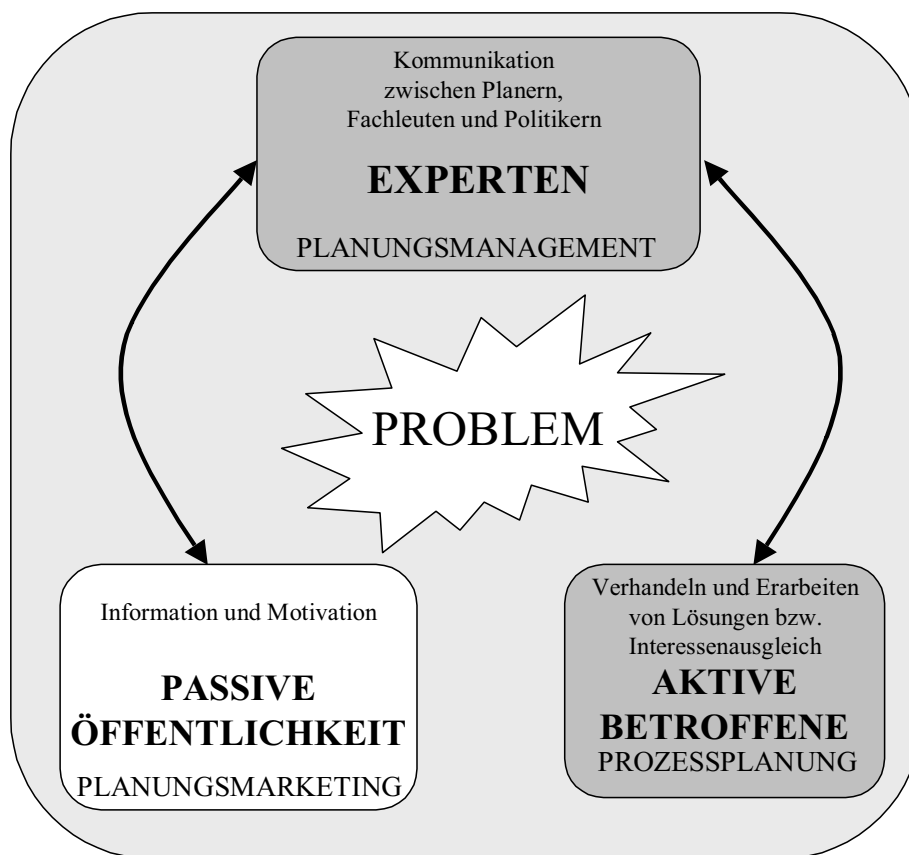 Kommunikation
zwischen Planern,
Fachleuten und Politikern
EXPERTEN
PLANUNGSMANAGEMENT
PROBLEM
Information und Motivation
PASSIVE
ÖFFENTLICHKEIT
PLANUNGSMARKETING
Verhandeln und Erarbeiten
von Lösungen bzw.
Interessenausgleich
AKTIVE
BETROFFENE
PROZESSPLANUNG